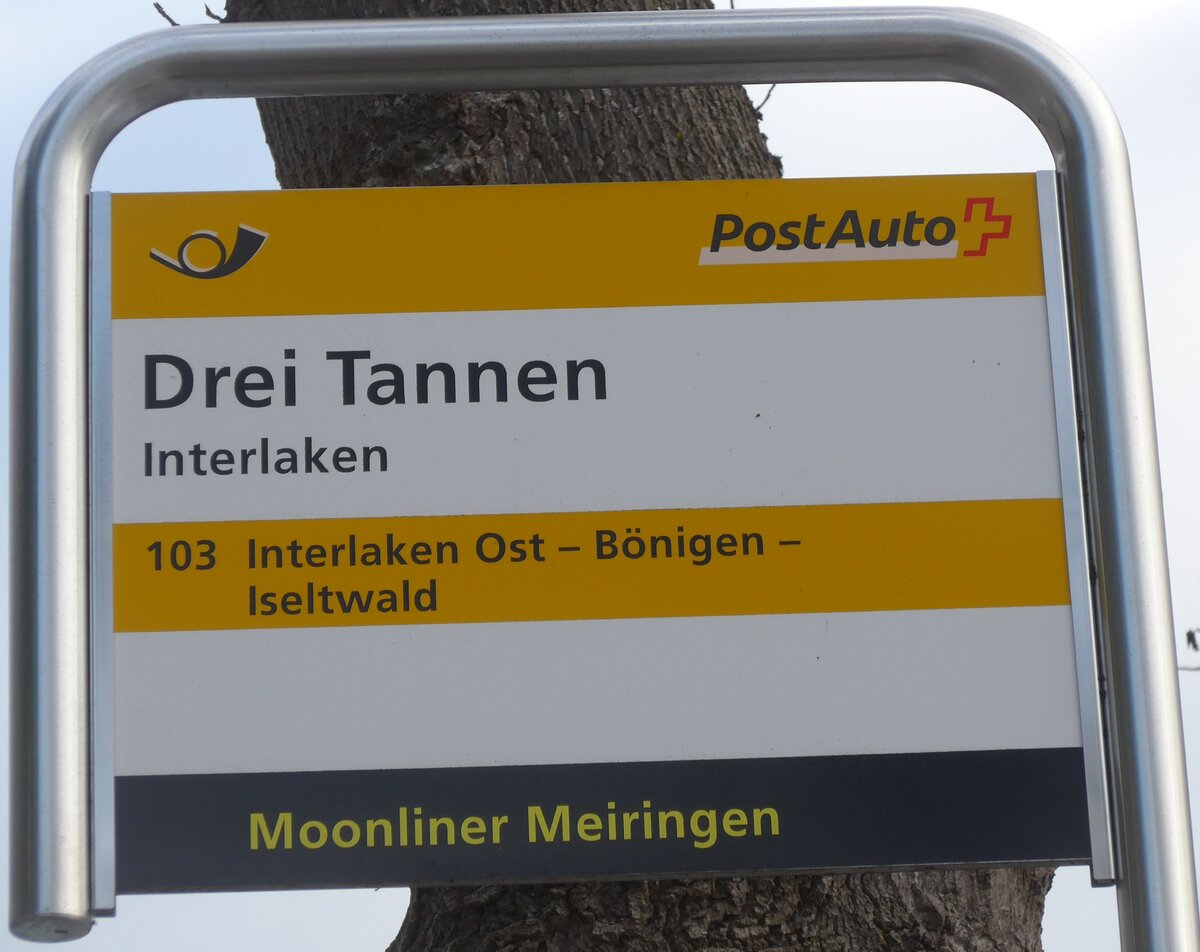 PostAuto
Drei Tannen
Interlaken
103 Interlaken Ost – Bönigen –
Iseltwald
Moonliner Meiringen